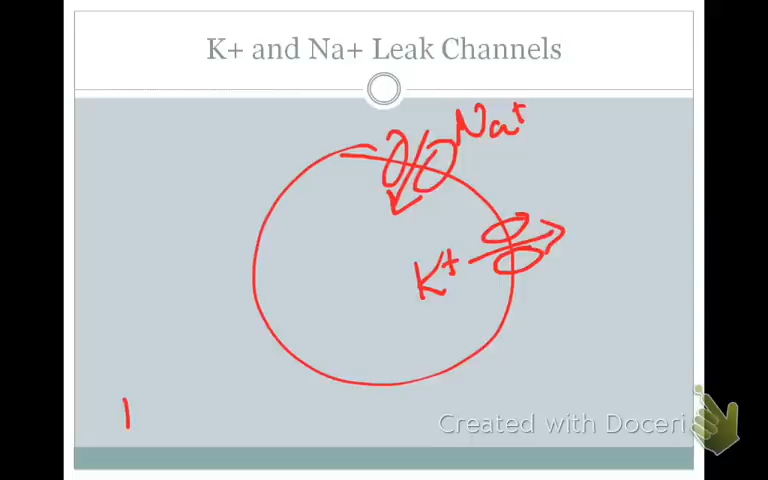 K+ and Na+ Leak Channels
Na+
K+
Created with Doceri